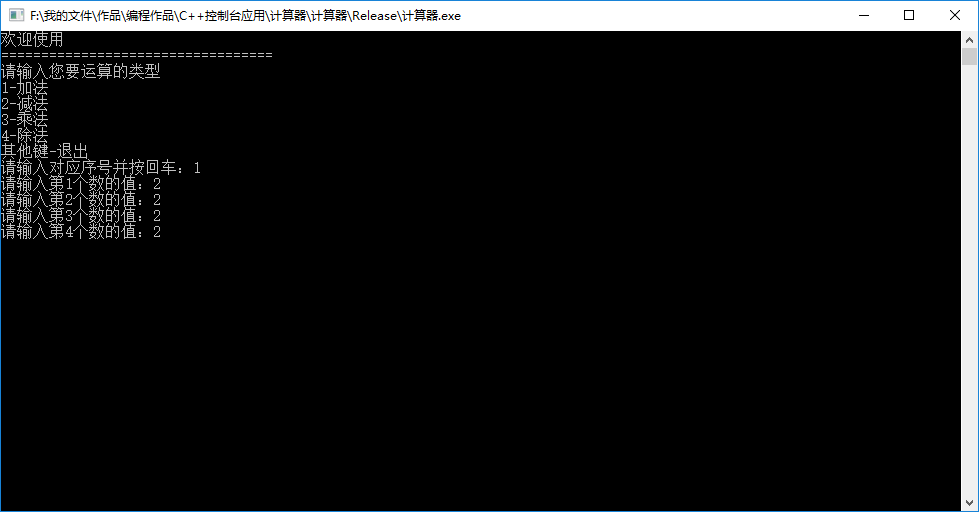 F:\我的文件\作品\编程作品\C++控制台应用\计算器\计算器\Release\计算器.exe
欢迎使用
==================================
请输入您要运算的类型
1-加法
2-减法
3-乘法
4-除法
其他键-退出
请输入对应序号并按回车：1
请输入第1个数的值：2
请输入第2个数的值：2
请输入第3个数的值：2
请输入第4个数的值：2